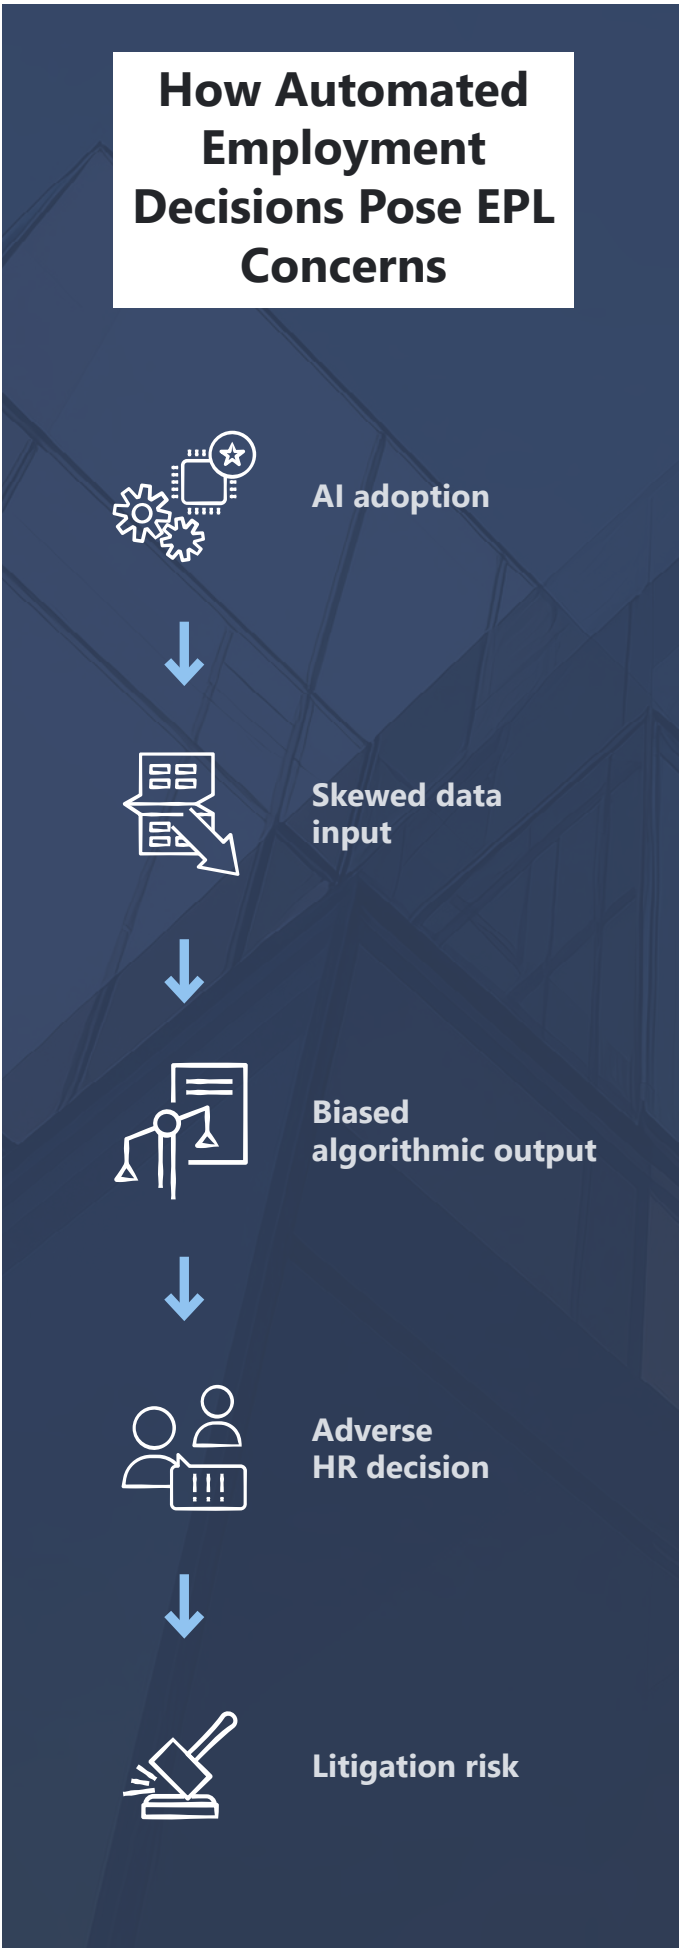 How Automated
Employment
Decisions Pose EPL
Concerns
AI adoption
Skewed data
input
Biased
algorithmic output
Adverse
HR decision
!!!
Litigation risk